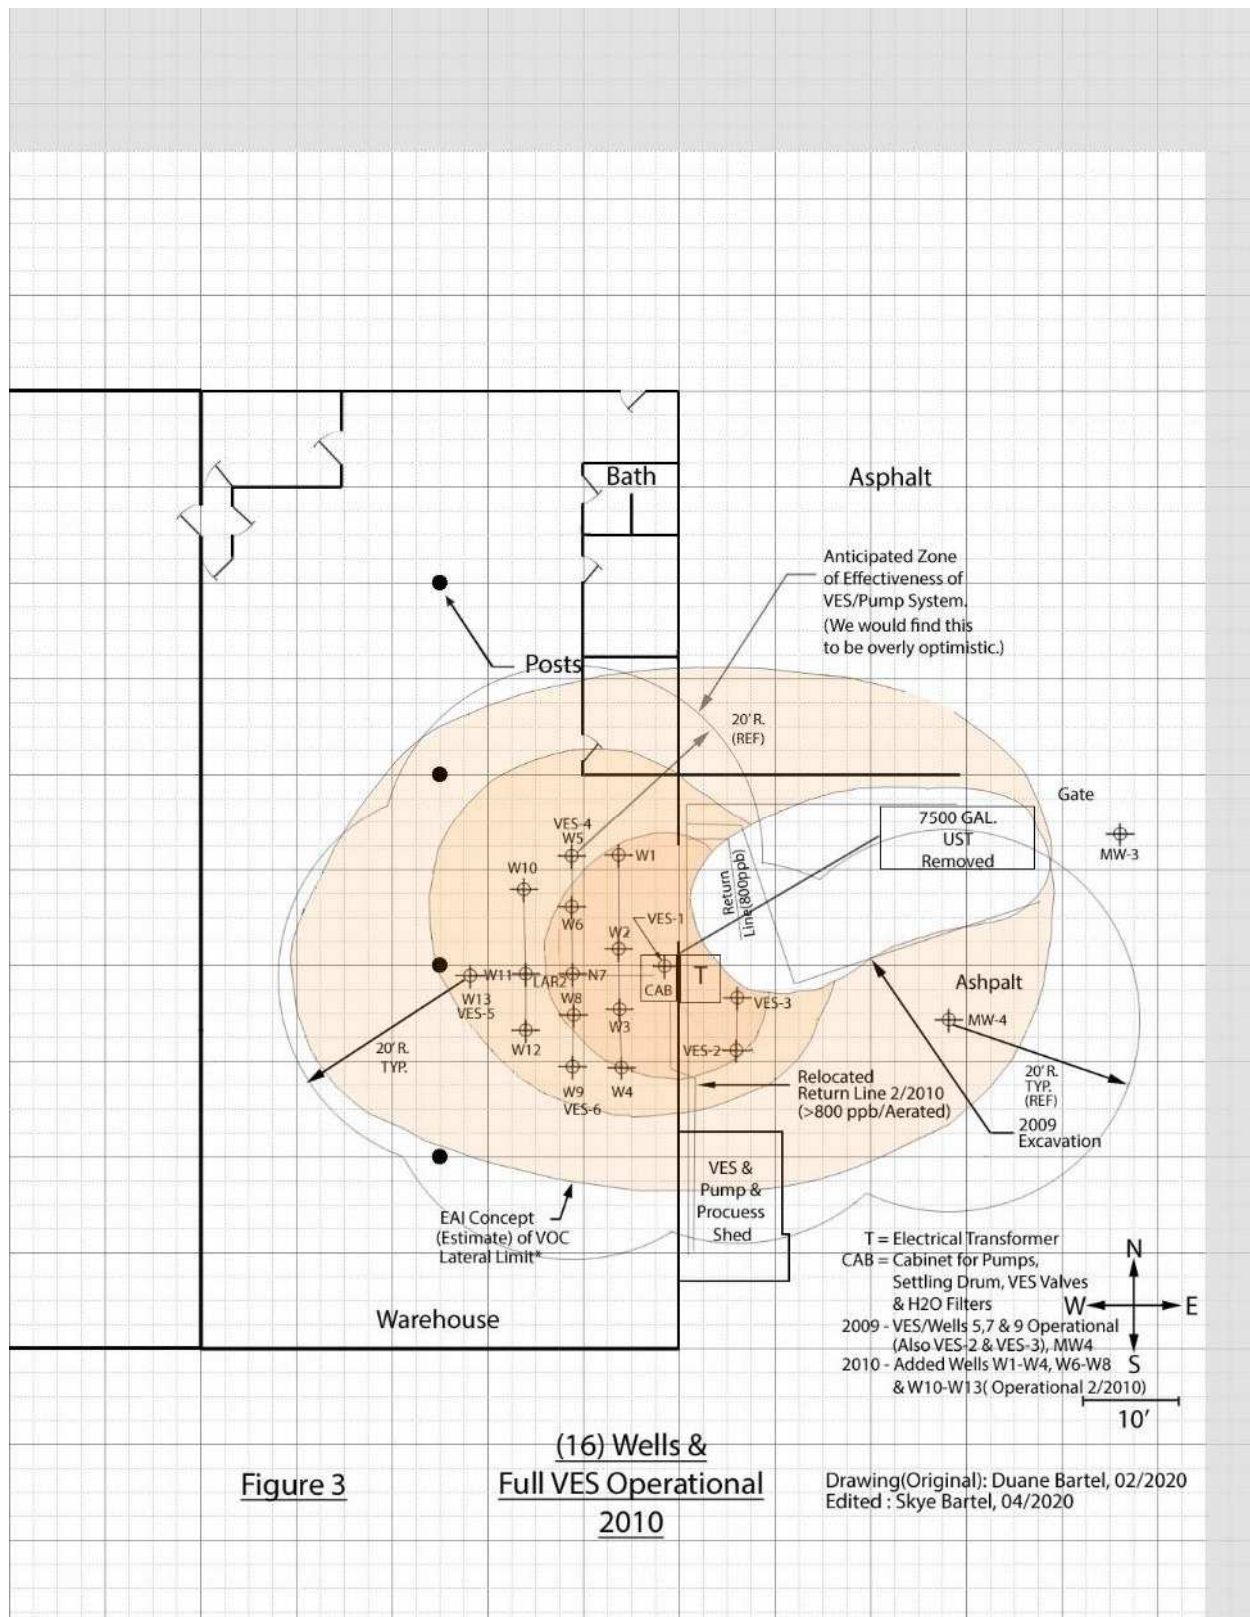 Bath
Asphalt
Anticipated Zone
of Effectiveness of
VES/Pump System.
(We would find this
to be overly optimistic.)
Posts
20' R.
(REF)
Gate
7500 GAL.
UST
Removed
MW-3
VES-4
W5
W1
W10
Return
Line(800ppb)
W6
VES-1
W2
W11
LAR2
N7
CAB
T
Ashpalt
W13
VES-5
W8
W3
VES-3
MW-4
W12
VES-2
20' R.
TYP.
W9
VES-6
W4
Relocated
Return Line 2/2010
(>800 ppb/Aerated)
20' R.
TYP.
(REF)
2009
Excavation
VES &
Pump &
Procuess
Shed
EAI Concept
(Estimate) of VOC
Lateral Limit*
Warehouse
T = Electrical Transformer
CAB = Cabinet for Pumps,
Settling Drum, VES Valves
& H2O Filters
2009 - VES/Wells 5,7 & 9 Operational
(Also VES-2 & VES-3), MW4
2010 - Added Wells W1-W4, W6-W8
& W10-W13( Operational 2/2010)
N
W
E
S
10'
(16) Wells &
Full VES Operational
2010
Figure 3
Drawing(Original): Duane Bartel, 02/2020
Edited : Skye Bartel, 04/2020